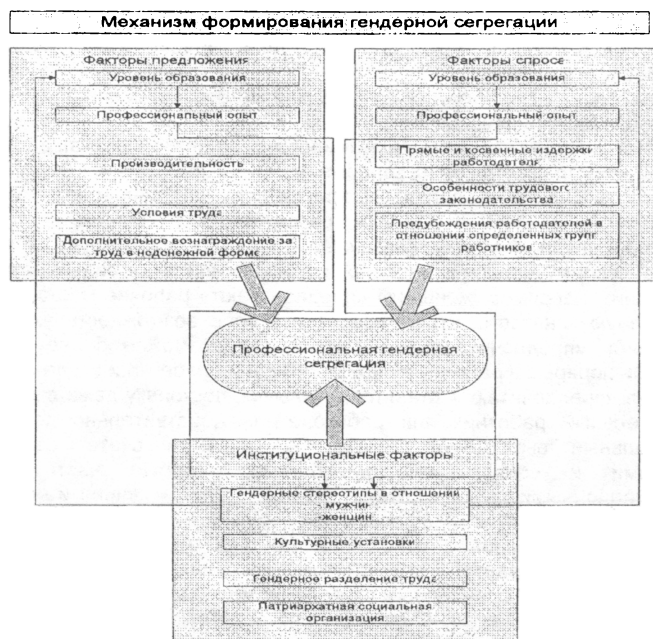 Механизм формирования гендерной сегрегации
Факторы предложения
Уровень образования
Профессиональный опыт
Производительность
Условия труда
Дополнительное вознаграждение за
труд в неденежной форме
Факторы спроса
Уровень образования
Профессиональный опыт
Прямые и косвенные издержки
работодателя
Особенности трудового
законодательства
Предубеждения работодателей в
отношении определенных групп
работников
Профессиональная гендерная
сегрегация
Институциональные факторы
Гендерные стереотипы в отношении
- мужчин
-женщин
Культурные установки
Гендерное разделение труда
Патриархатная социальная
организация